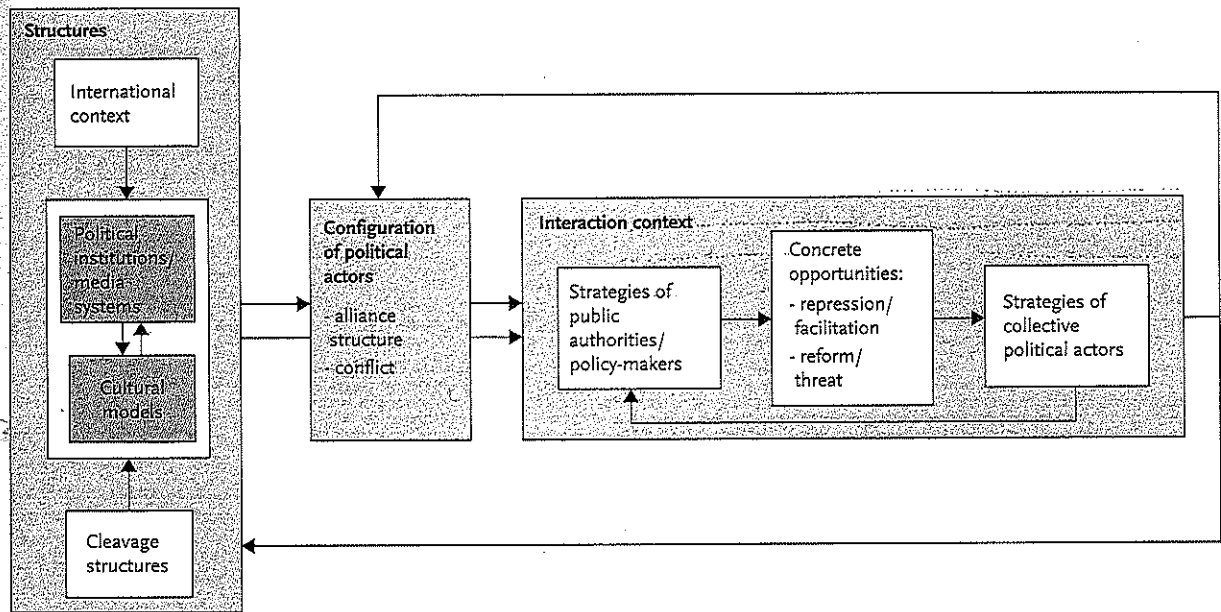 Structures
International
context
Political
institutions/
media-
systems
Cultural
models
Cleavage
structures
Configuration
of political
actors
- alliance
structure
- conflict
Interaction context
Strategies of
public
authorities/
policy-makers
Concrete
opportunities:
- repression/
facilitation
- reform/
threat
Strategies of
collective
political actors